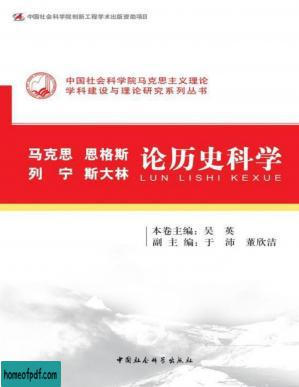 中国社会科学院创新工程学术出版资助项目
中国社会科学院马克思主义理论
学科建设与理论研究系列丛书
马克思 恩格斯
列 宁 斯大林
论历史科学
LUN LISHI KEXUE
本卷主编:吴 英
副主编:于 沛 董欣洁
homeofpdf.com
中国社会科学出版社